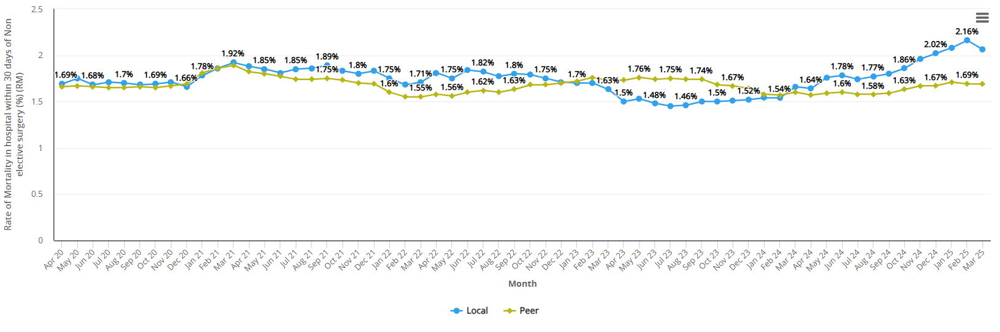 Rate of Mortality in hospital within 30 days of Non
elective surgery (%) (RM)
2.5
2
1.5
1
0.5
0
1.69%
1.68%
1.7%
1.69%
1.66%
1.78%
1.92%
1.85%
1.85%
1.89%
1.75%
1.8%
1.75%
1.6%
1.71%
1.55%
1.75%
1.56%
1.82%
1.62%
1.8%
1.63%
1.75%
1.7%
1.63%
1.5%
1.76%
1.48%
1.75%
1.46%
1.74%
1.5%
1.67%
1.52%
1.54%
1.64%
1.78%
1.6%
1.77%
1.58%
1.86%
1.63%
2.02%
1.67%
2.16%
1.69%
Apr 20
May 20
Jun 20
Jul 20
Aug 20
Sep 20
Oct 20
Nov 20
Dec 20
Jan 21
Feb 21
Mar 21
Apr 21
May 21
Jun 21
Jul 21
Aug 21
Sep 21
Oct 21
Nov 21
Dec 21
Jan 22
Feb 22
Mar 22
Apr 22
May 22
Jun 22
Jul 22
Aug 22
Sep 22
Oct 22
Nov 22
Dec 22
Jan 23
Feb 23
Mar 23
Apr 23
May 23
Jun 23
Jul 23
Aug 23
Sep 23
Oct 23
Nov 23
Dec 23
Jan 24
Feb 24
Mar 24
Apr 24
May 24
Jun 24
Jul 24
Aug 24
Sep 24
Oct 24
Nov 24
Dec 24
Jan 25
Feb 25
Mar 25
Month
Local
Peer